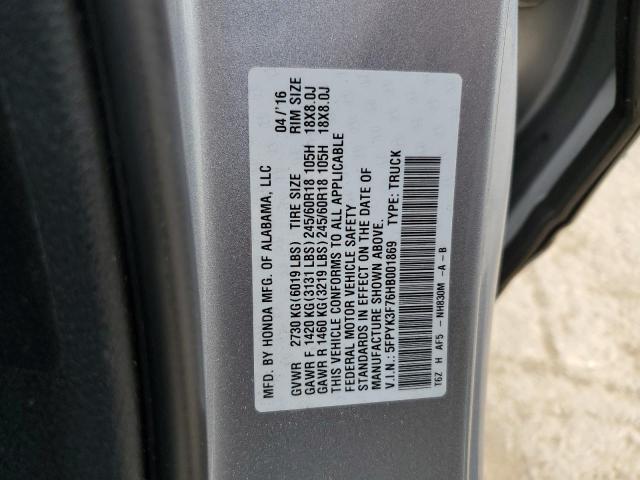 MFD. BY HONDA MFG. OF ALABAMA, LLC 04/'16
GVWR 2730 KG(6019 LBS) TIRE SIZE RIM SIZE
GAWR F 1420 KG(3131 LBS)245/60R18 105H 18X8.0J
GAWR R 1460 KG(3219 LBS)245/60R18 105H 18X8.0J
THIS VEHICLE CONFORMS TO ALL APPLICABLE
FEDERAL MOTOR VEHICLE SAFETY
STANDARDS IN EFFECT ON THE DATE OF
MANUFACTURE SHOWN ABOVE.
V.I.N.: 5FPYK3F76HB001869 TYPE: TRUCK
T6Z H AF5 - NH830M -A-B